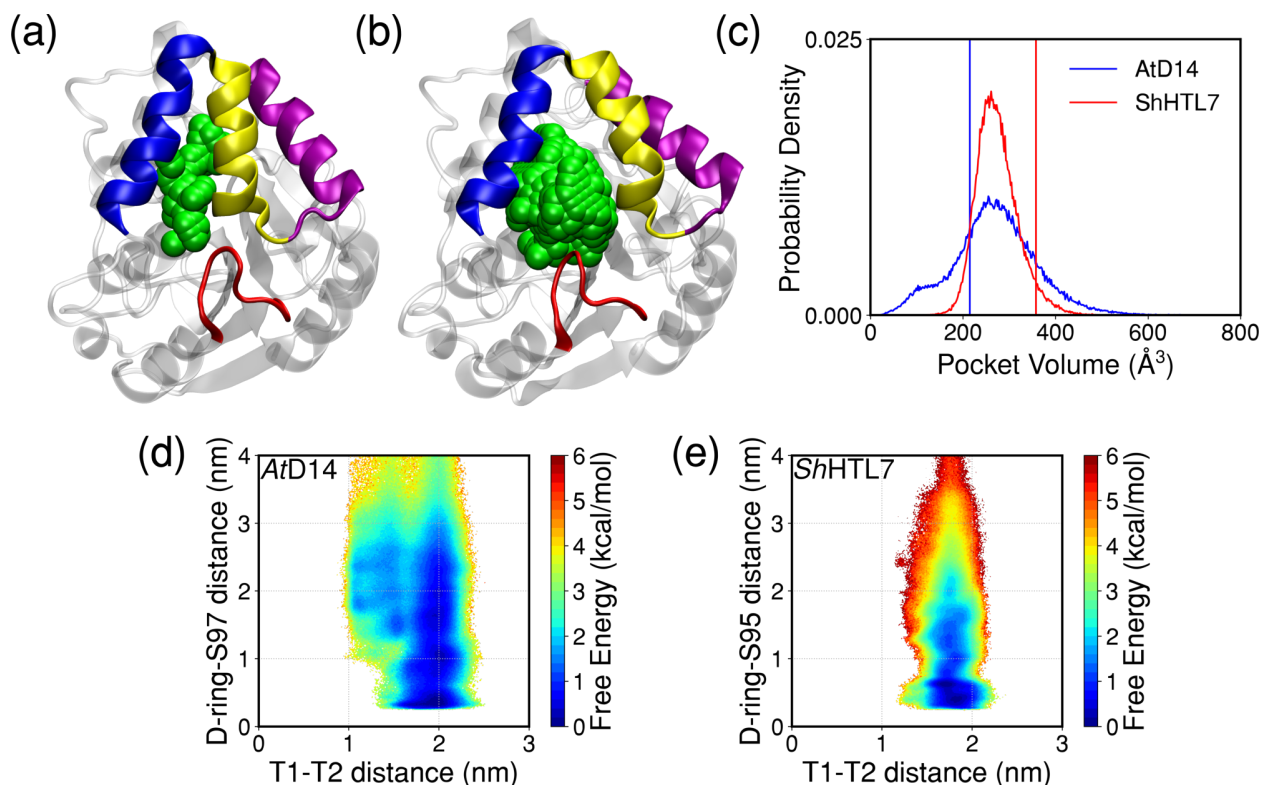 (a)
(b)
(c)
0.025
0.000
Probability Density
AtD14
ShHTL7
0 200 400 600 800
Pocket Volume (Å³)
(d)
AtD14
D-ring-S97 distance (nm)
4
3
2
1
0
0 1 2 3
T1-T2 distance (nm)
6
5
4
3
2
1
0
Free Energy (kcal/mol)
(e)
ShHTL7
D-ring-S95 distance (nm)
4
3
2
1
0
0 1 2 3
T1-T2 distance (nm)
6
5
4
3
2
1
0
Free Energy (kcal/mol)